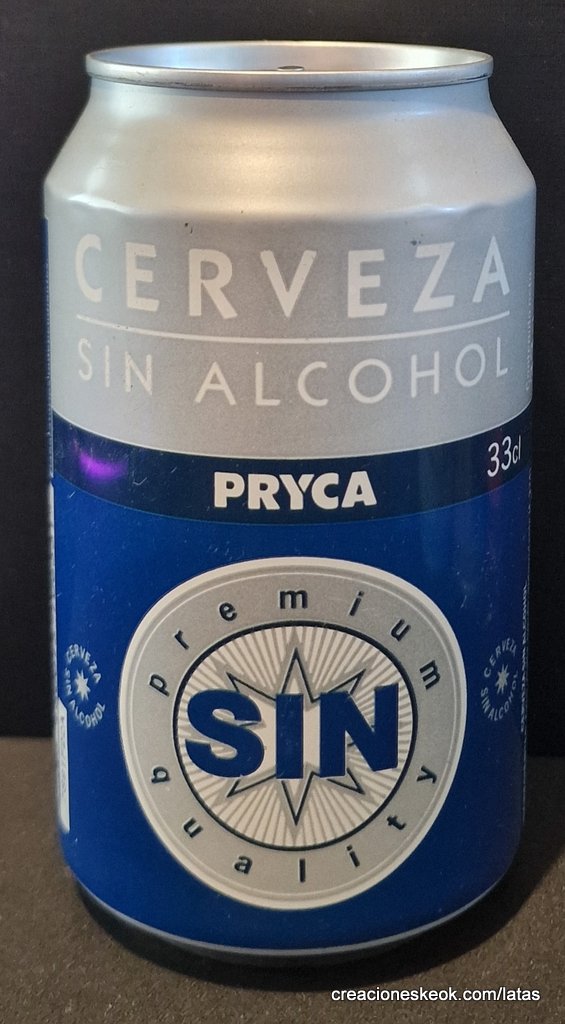 CERVEZA
SIN ALCOHOL
33cl
PRYCA
premium
SIN
quality
CERVEZA
SIN ALCOHOL
CERVEZA
SIN ALCOHOL
creacioneskeok.com/latas